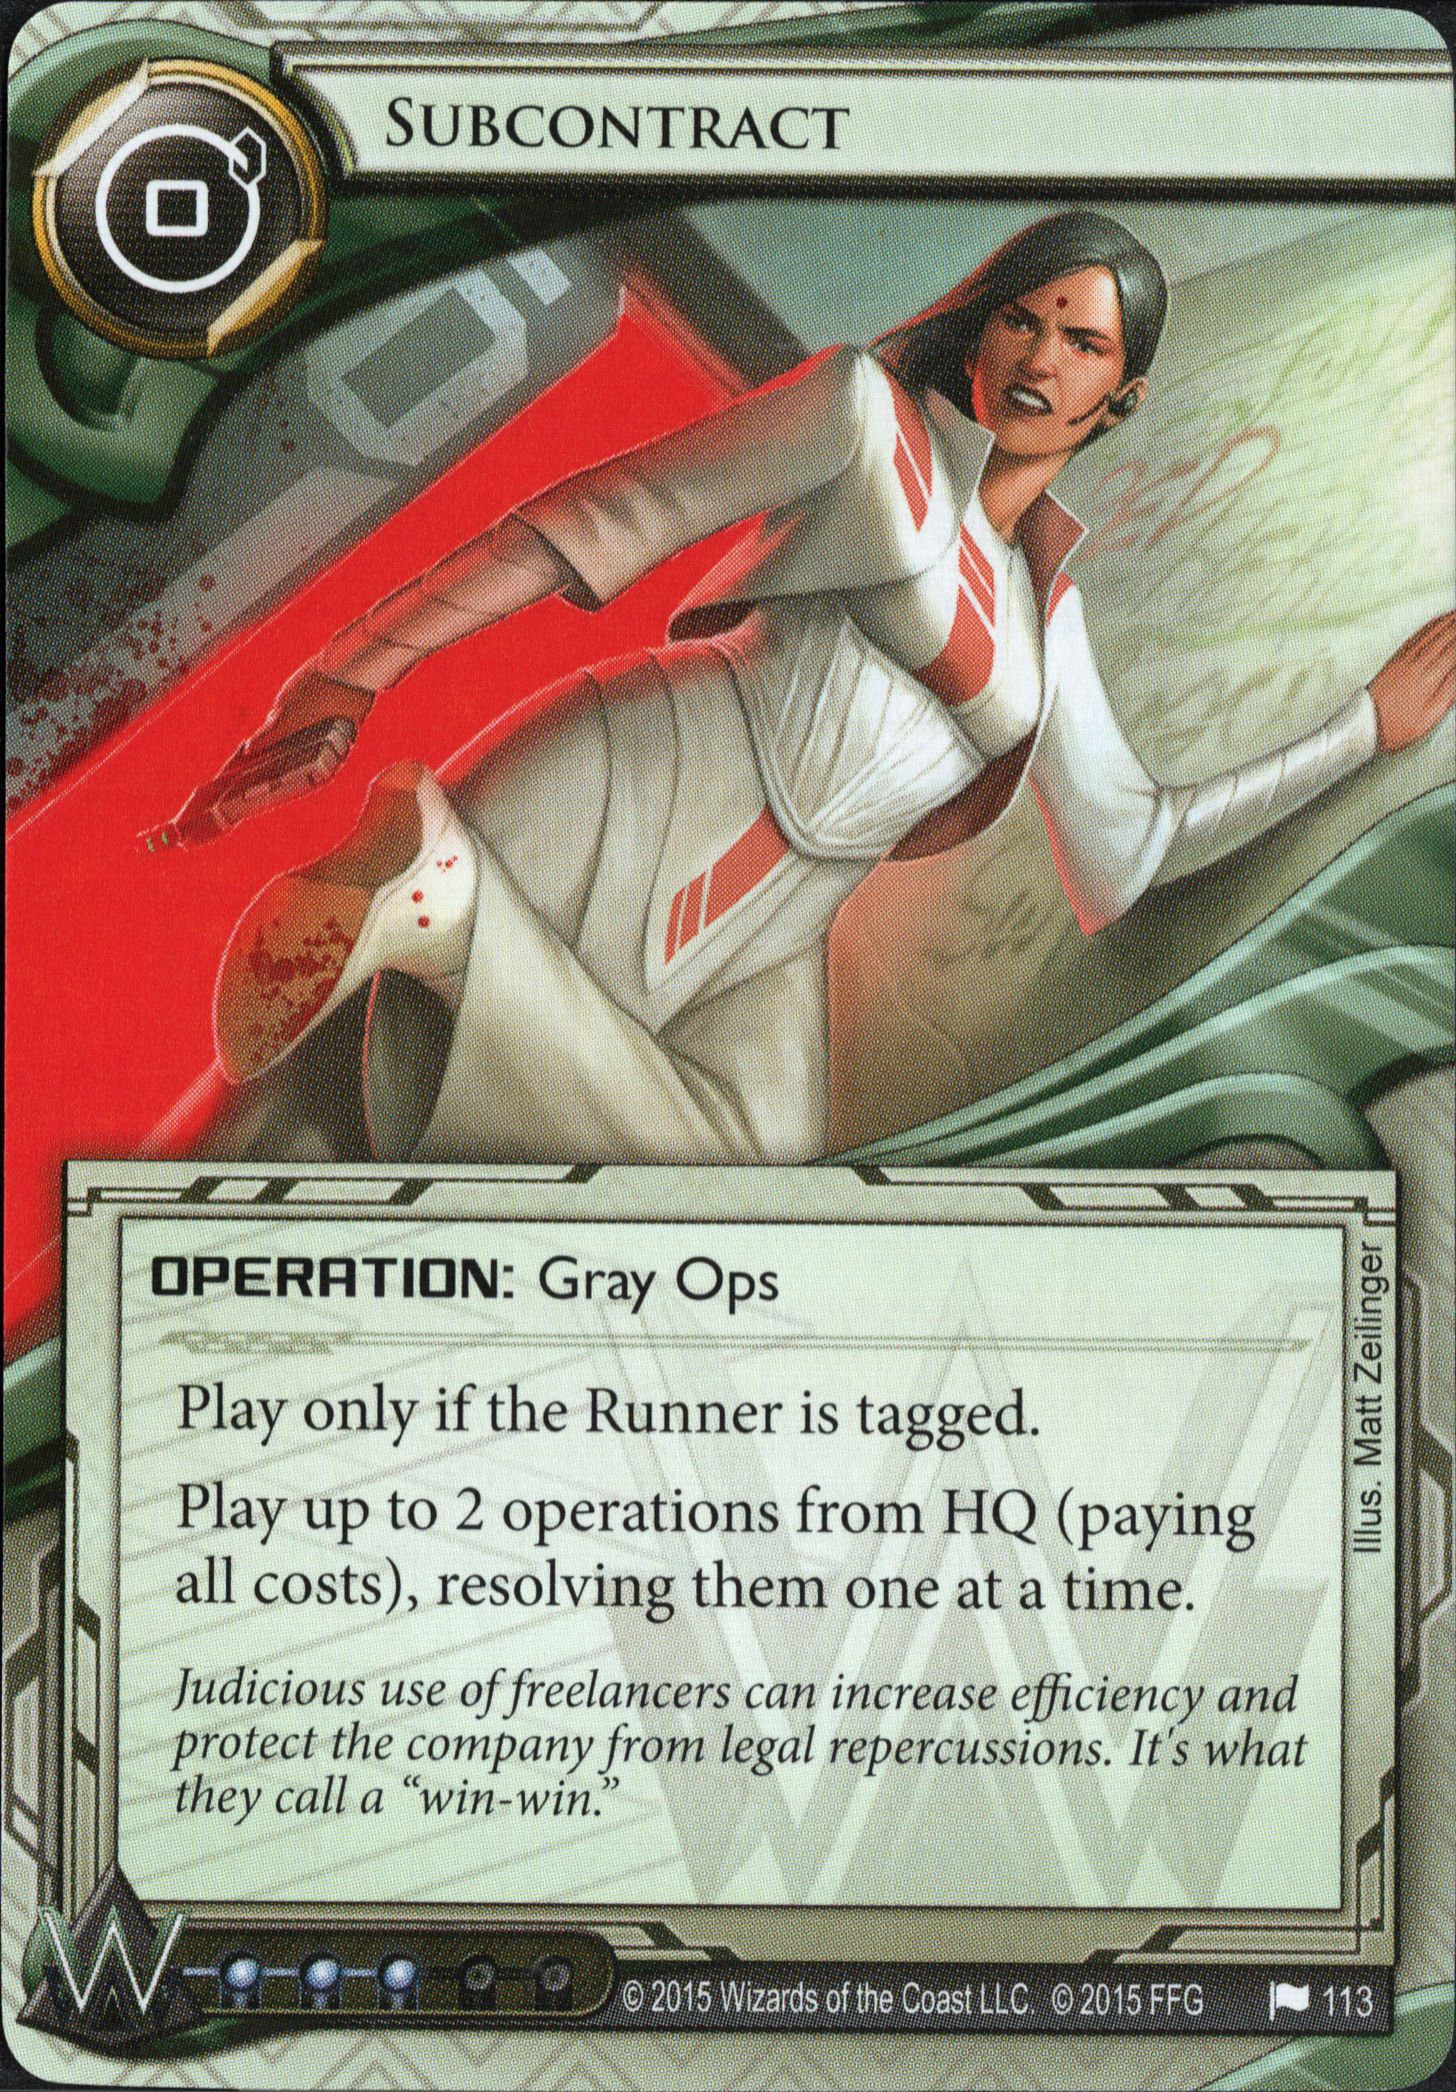 0
SUBCONTRACT
OPERATION: Gray Ops
Play only if the Runner is tagged.
Play up to 2 operations from HQ (paying
all costs), resolving them one at a time.
Judicious use of freelancers can increase efficiency and
protect the company from legal repercussions. It's what
they call a “win-win.”
Illus. Matt Zeilinger
W
© 2015 Wizards of the Coast LLC. © 2015 FFG
113